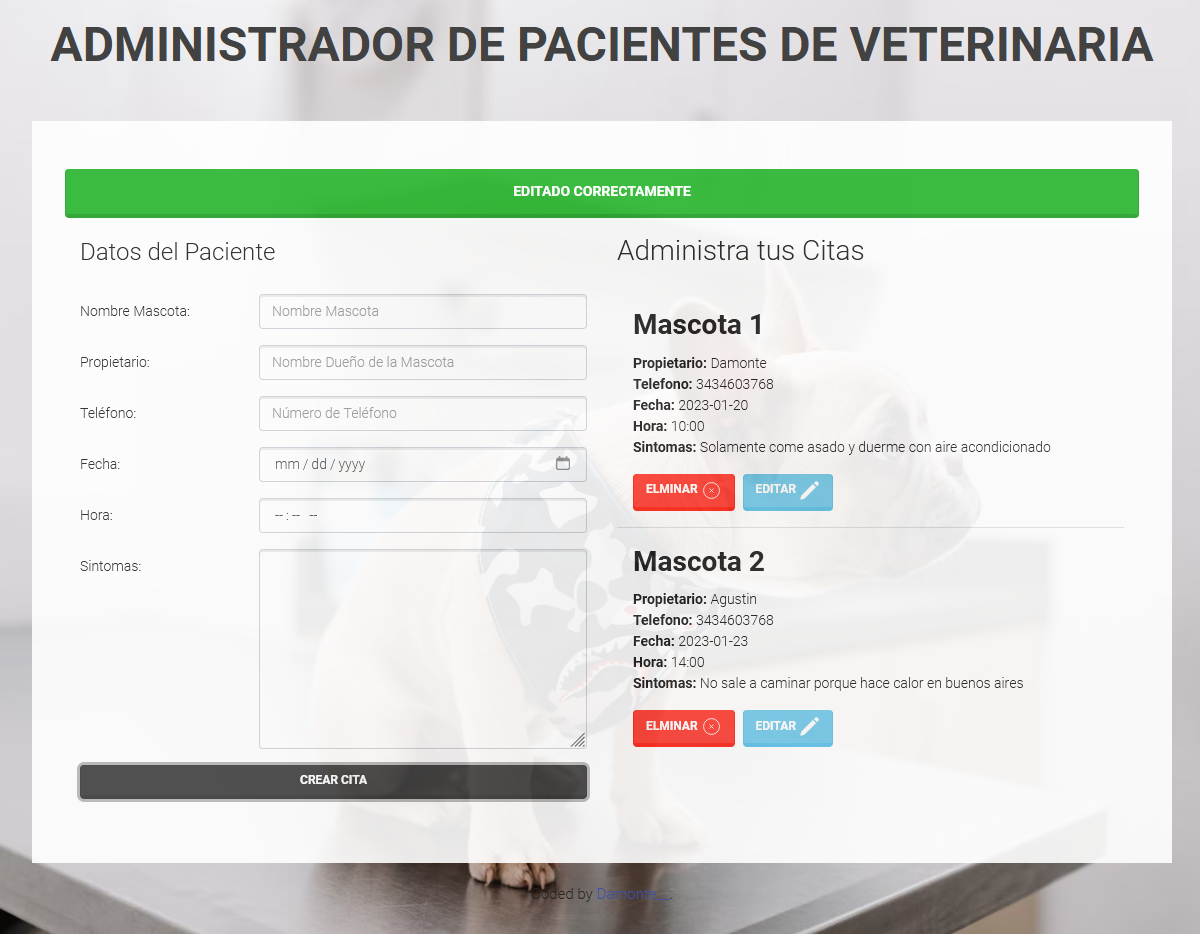 ADMINISTRADOR DE PACIENTES DE VETERINARIA
EDITADO CORRECTAMENTE
Datos del Paciente
Nombre Mascota:
Nombre Mascota
Propietario:
Nombre Dueño de la Mascota
Teléfono:
Número de Teléfono
Fecha:
mm / dd / yyyy
Hora:
-- : -- --
Sintomas:
CREAR CITA
Administra tus Citas
Mascota 1
Propietario: Damonte
Telefono: 3434603768
Fecha: 2023-01-20
Hora: 10:00
Sintomas: Solamente come asado y duerme con aire acondicionado
ELMINAR
EDITAR
Mascota 2
Propietario: Agustin
Telefono: 3434603768
Fecha: 2023-01-23
Hora: 14:00
Sintomas: No sale a caminar porque hace calor en buenos aires
ELMINAR
EDITAR
Coded by Damonte